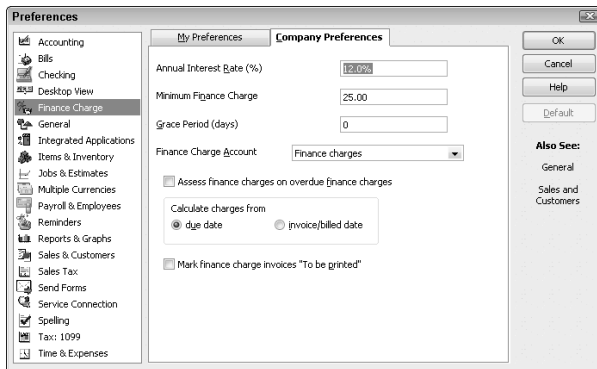 Preferences
Accounting
Bills
Checking
Desktop View
Finance Charge
General
Integrated Applications
Items & Inventory
Jobs & Estimates
Multiple Currencies
Payroll & Employees
Reminders
Reports & Graphs
Sales & Customers
Sales Tax
Send Forms
Service Connection
Spelling
Tax: 1099
Time & Expenses
My Preferences
Company Preferences
Annual Interest Rate (%) 12.0%
Minimum Finance Charge 25.00
Grace Period (days) 0
Finance Charge Account Finance charges
Assess finance charges on overdue finance charges
Calculate charges from
due date invoice/billed date
Mark finance charge invoices "To be printed"
OK
Cancel
Help
Default
Also See:
General
Sales and
Customers